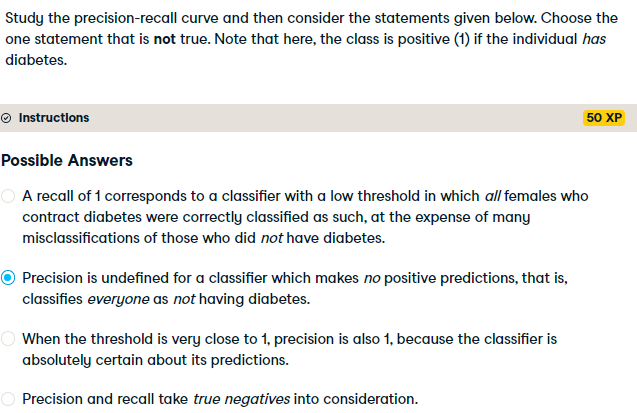 Study the precision-recall curve and then consider the statements given below. Choose the
one statement that is not true. Note that here, the class is positive (1) if the individual has
diabetes.
Instructions
50 XP
Possible Answers
A recall of 1 corresponds to a classifier with a low threshold in which all females who
contract diabetes were correctly classified as such, at the expense of many
misclassifications of those who did not have diabetes.
Precision is undefined for a classifier which makes no positive predictions, that is,
classifies everyone as not having diabetes.
When the threshold is very close to 1, precision is also 1, because the classifier is
absolutely certain about its predictions.
Precision and recall take true negatives into consideration.